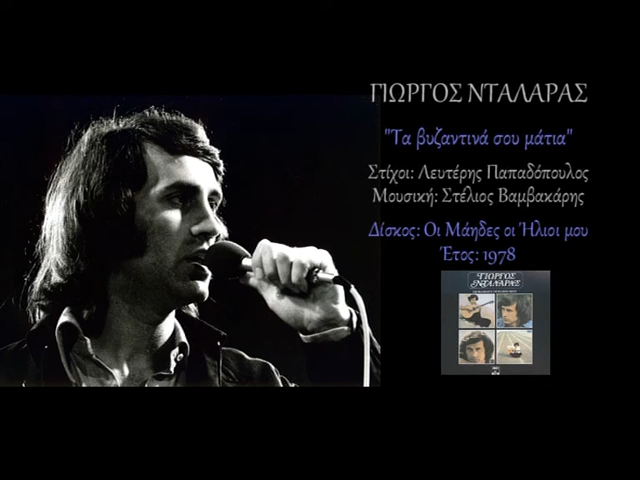 ΓΙΩΡΓΟΣ ΝΤΑΛΑΡΑΣ
"Τα βυζαντινά σου μάτια"
Στίχοι: Λευτέρης Παπαδόπουλος
Μουσική: Στέλιος Βαμβακάρης
Δίσκος: Οι Μάηδες οι Ήλιοι μου
Έτος: 1978
ΓΙΩΡΓΟΣ
ΝΤΑΛΑΡΑΣ